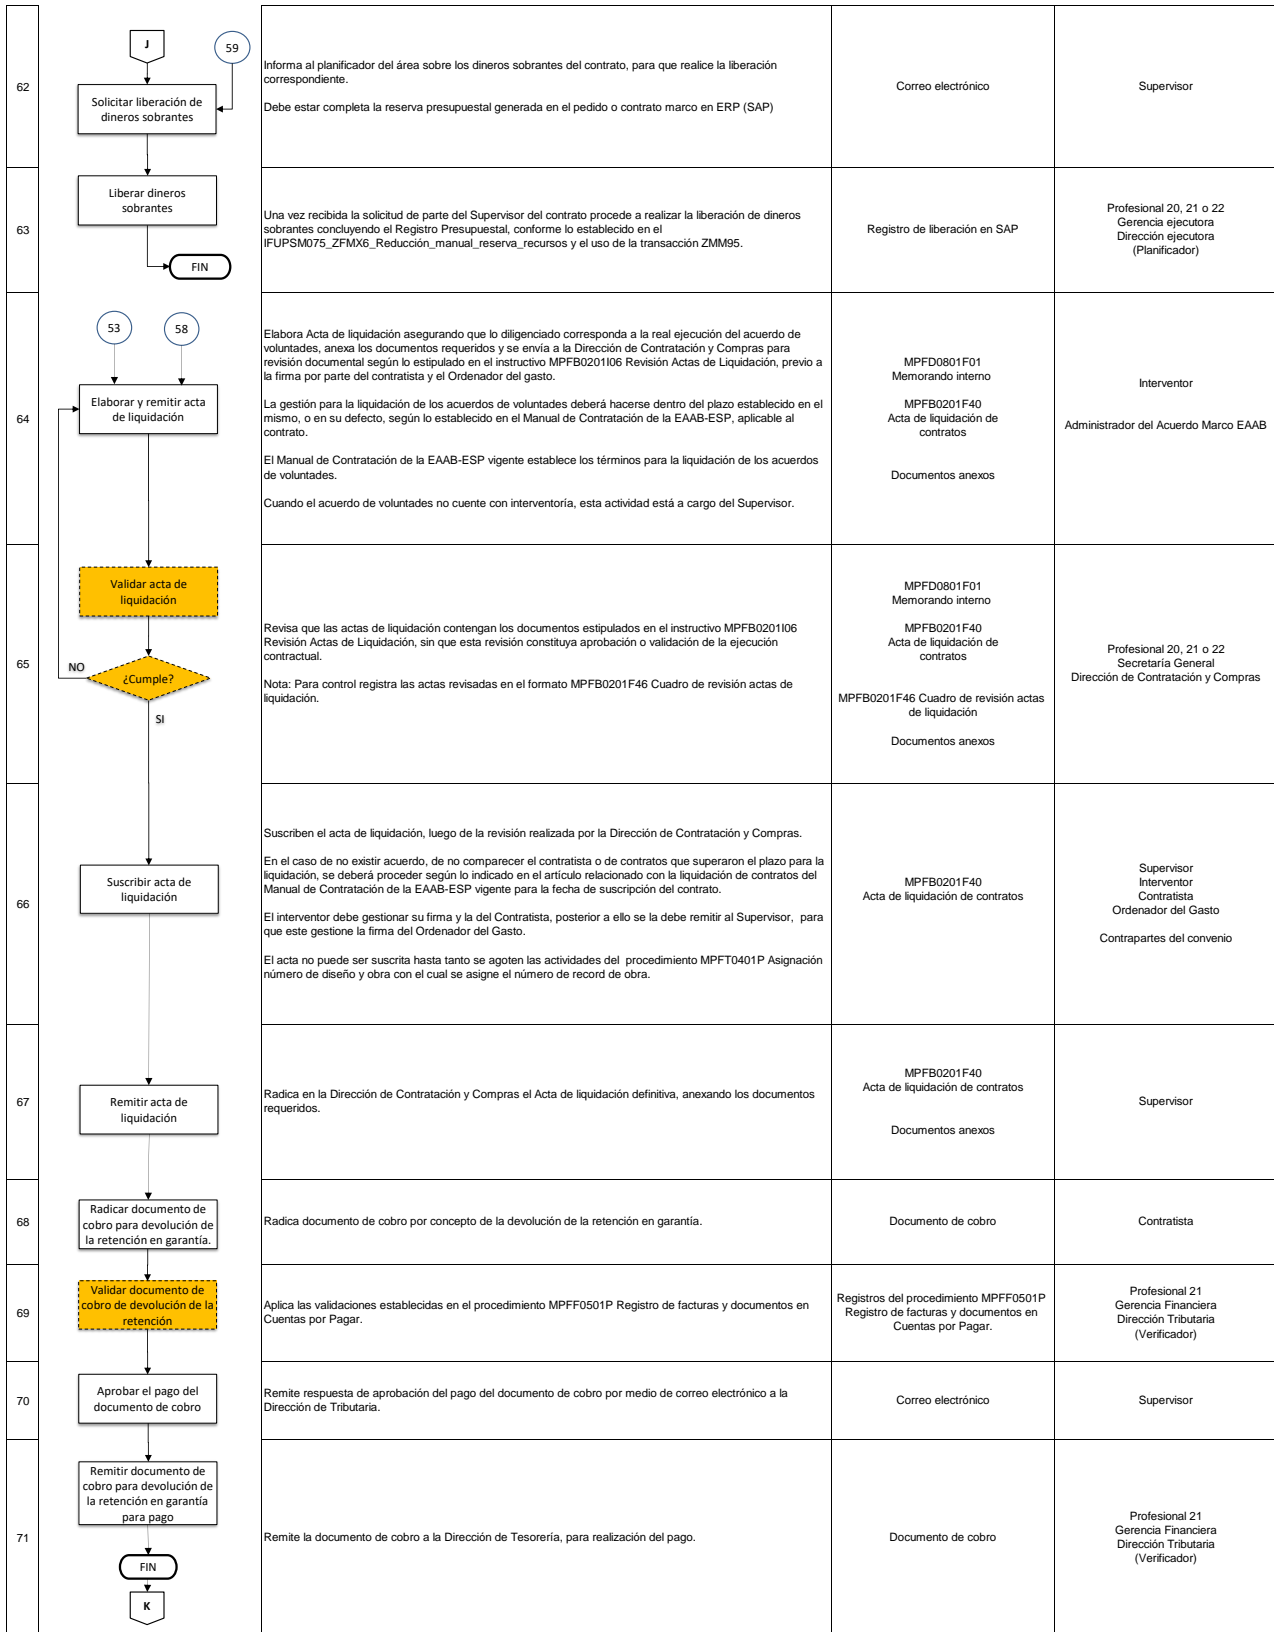 62
J
59
Solicitar liberación de
dineros sobrantes
Informa al planificador del área sobre los dineros sobrantes del contrato, para que realice la liberación
correspondiente.
Debe estar completa la reserva presupuestal generada en el pedido o contrato marco en ERP (SAP)
Correo electrónico
Supervisor
63
Liberar dineros
sobrantes
FIN
Una vez recibida la solicitud de parte del Supervisor del contrato procede a realizar la liberación de dineros
sobrantes concluyendo el Registro Presupuestal, conforme lo establecido en el
IFUPSM075_ZFMX6_Reducción_manual_reserva_recursos y el uso de la transacción ZMM95.
Registro de liberación en SAP
Profesional 20, 21 o 22
Gerencia ejecutora
Dirección ejecutora
(Planificador)
64
53
58
Elaborar y remitir acta
de liquidación
Elabora Acta de liquidación asegurando que lo diligenciado corresponda a la real ejecución del acuerdo de
voluntades, anexa los documentos requeridos y se envía a la Dirección de Contratación y Compras para
revisión documental según lo estipulado en el instructivo MPFB0201I06 Revisión Actas de Liquidación, previo a
la firma por parte del contratista y el Ordenador del gasto.
La gestión para la liquidación de los acuerdos de voluntades deberá hacerse dentro del plazo establecido en el
mismo, o en su defecto, según lo establecido en el Manual de Contratación de la EAAB-ESP, aplicable al
contrato.
El Manual de Contratación de la EAAB-ESP vigente establece los términos para la liquidación de los acuerdos
de voluntades.
Cuando el acuerdo de voluntades no cuente con interventoría, esta actividad está a cargo del Supervisor.
MPFD0801F01
Memorando interno
MPFB0201F40
Acta de liquidación de
contratos
Documentos anexos
Interventor
Administrador del Acuerdo Marco EAAB
65
Validar acta de
liquidación
¿Cumple?
NO
SI
Revisa que las actas de liquidación contengan los documentos estipulados en el instructivo MPFB0201I06
Revisión Actas de Liquidación, sin que esta revisión constituya aprobación o validación de la ejecución
contractual.
Nota: Para control registra las actas revisadas en el formato MPFB0201F46 Cuadro de revisión actas de
liquidación.
MPFD0801F01
Memorando interno
MPFB0201F40
Acta de liquidación de
contratos
MPFB0201F46 Cuadro de revisión actas
de liquidación
Documentos anexos
Profesional 20, 21 o 22
Secretaría General
Dirección de Contratación y Compras
66
Suscribir acta de
liquidación
Suscriben el acta de liquidación, luego de la revisión realizada por la Dirección de Contratación y Compras.
En el caso de no existir acuerdo, de no comparecer el contratista o de contratos que superaron el plazo para la
liquidación, se deberá proceder según lo indicado en el artículo relacionado con la liquidación de contratos del
Manual de Contratación de la EAAB-ESP vigente para la fecha de suscripción del contrato.
El interventor debe gestionar su firma y la del Contratista, posterior a ello se la debe remitir al Supervisor, para
que este gestione la firma del Ordenador del Gasto.
El acta no puede ser suscrita hasta tanto se agoten las actividades del procedimiento MPFT0401P Asignación
número de diseño y obra con el cual se asigne el número de record de obra.
MPFB0201F40
Acta de liquidación de contratos
Supervisor
Interventor
Contratista
Ordenador del Gasto
Contrapartes del convenio
67
Remitir acta de
liquidación
Radica en la Dirección de Contratación y Compras el Acta de liquidación definitiva, anexando los documentos
requeridos.
MPFB0201F40
Acta de liquidación de contratos
Documentos anexos
Supervisor
68
Radicar documento de
cobro para devolución de
la retención en garantía.
Radica documento de cobro por concepto de la devolución de la retención en garantía.
Documento de cobro
Contratista
69
Validar documento de
cobro de devolución de la
retención
Aplica las validaciones establecidas en el procedimiento MPFF0501P Registro de facturas y documentos en
Cuentas por Pagar.
Registros del procedimiento MPFF0501P
Registro de facturas y documentos en
Cuentas por Pagar.
Profesional 21
Gerencia Financiera
Dirección Tributaria
(Verificador)
70
Aprobar el pago del
documento de cobro
Remite respuesta de aprobación del pago del documento de cobro por medio de correo electrónico a la
Dirección de Tributaria.
Correo electrónico
Supervisor
71
Remitir documento de
cobro para devolución de
la retención en garantía
para pago
FIN
K
Remite la documento de cobro a la Dirección de Tesorería, para realización del pago.
Documento de cobro
Profesional 21
Gerencia Financiera
Dirección Tributaria
(Verificador)